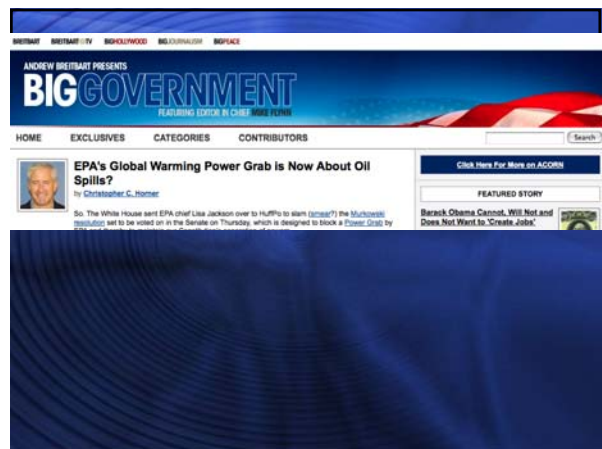 BREITBART BREITBART TV BIGHOLLYWOOD BIGJOURNALISM BIGPEACE
ANDREW BREITBART PRESENTS
BIGGOVERNMENT
FEATURING EDITOR IN CHIEF MIKE FLYNN
HOME EXCLUSIVES CATEGORIES CONTRIBUTORS Search
EPA's Global Warming Power Grab is Now About Oil
Spills?
by Christopher C. Horner
So. The White House sent EPA chief Lisa Jackson over to HuffPo to slam (smear?) the Murkowski
resolution set to be voted on in the Senate on Thursday, which is designed to block a Power Grab by
Click Here For More on ACORN
FEATURED STORY
Barack Obama Cannot, Will Not and
Does Not Want to 'Create Jobs'